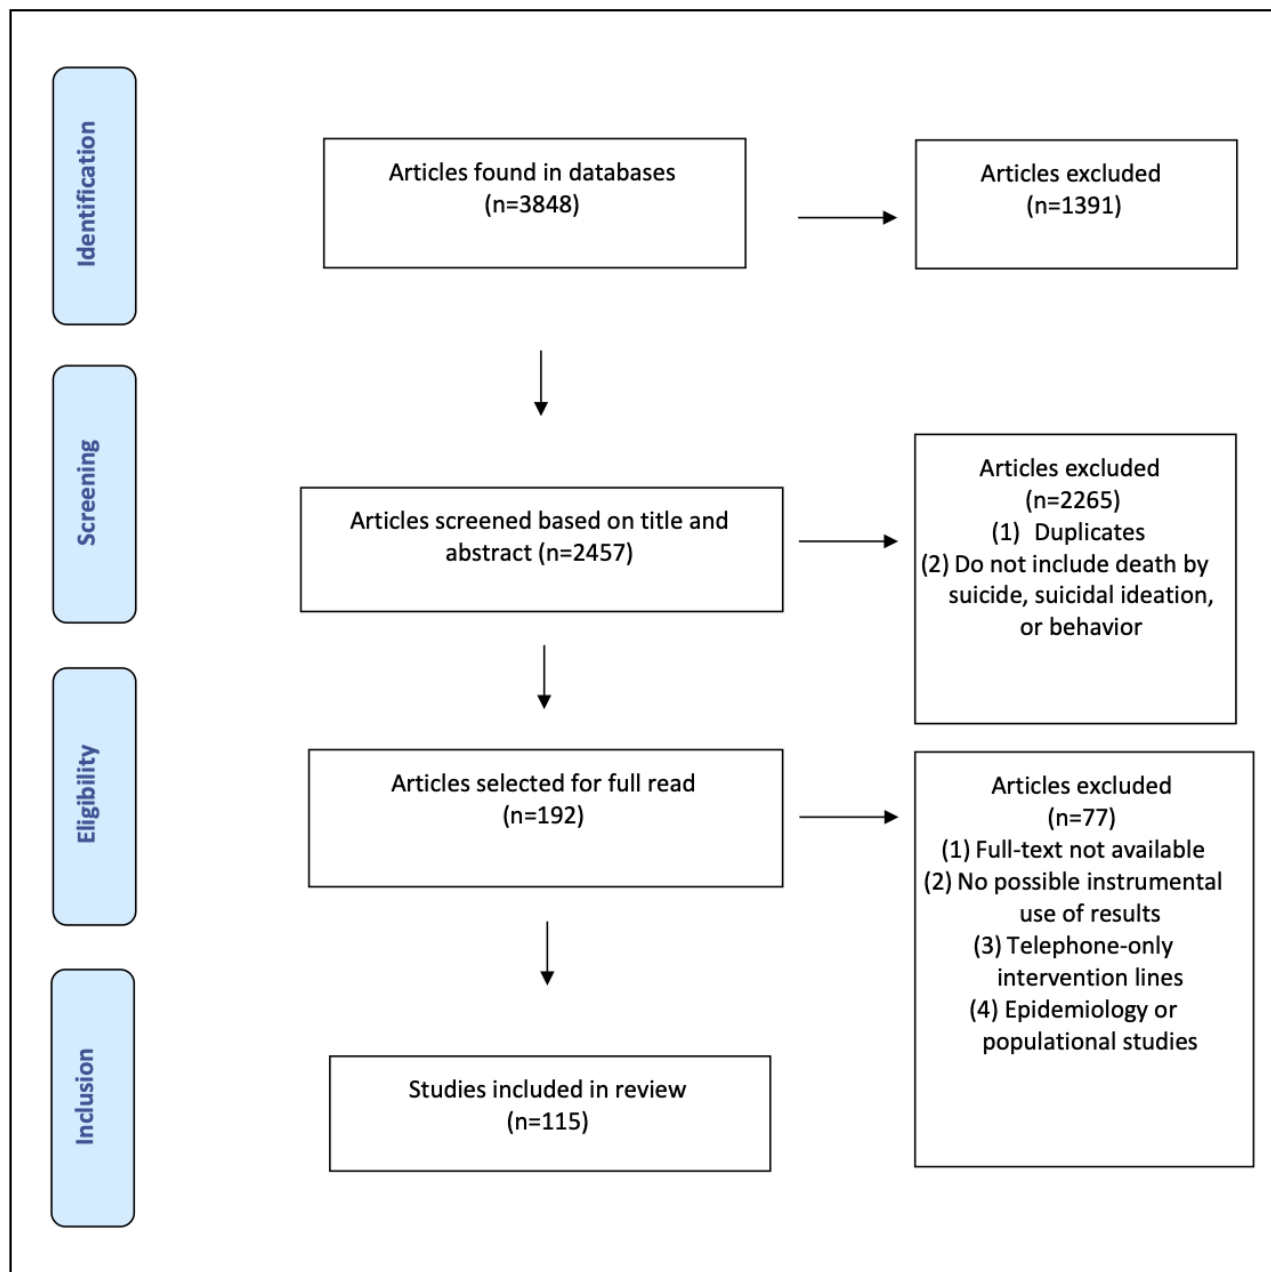 Identification
Articles found in databases
(n=3848)
Articles excluded
(n=1391)
Screening
Articles screened based on title and
abstract (n=2457)
Articles excluded
(n=2265)
(1) Duplicates
(2) Do not include death by
suicide, suicidal ideation,
or behavior
Eligibility
Articles selected for full read
(n=192)
Articles excluded
(n=77)
(1) Full-text not available
(2) No possible instrumental
use of results
(3) Telephone-only
intervention lines
(4) Epidemiology or
populational studies
Inclusion
Studies included in review
(n=115)